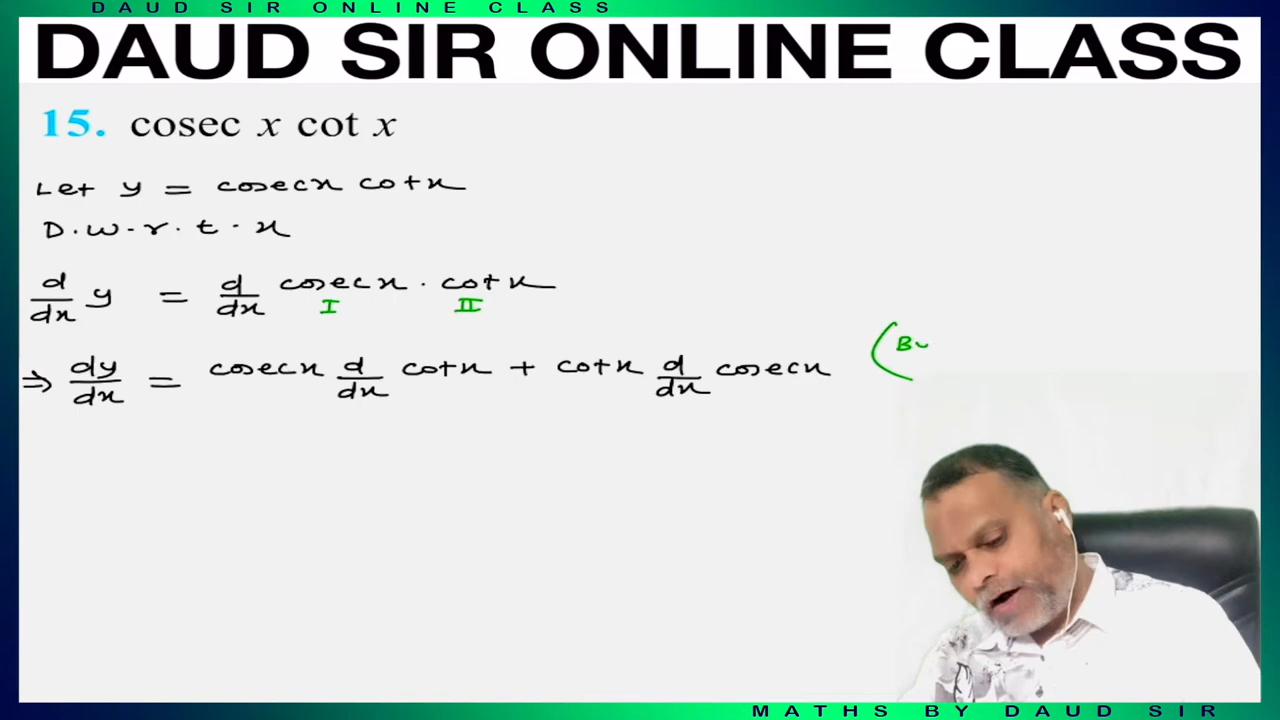 DAUD SIR ONLINE CLASS
DAUD SIR ONLINE CLASS
15. cosec x cot x
Let y = cosecx cotx
D.w.r.t.x
d/dx y = d/dx cosecx . cotx
I II
⇒ dy/dx = cosecx d/dx cotx + cotx d/dx cosecx (
MATHS BY DAUD SIR